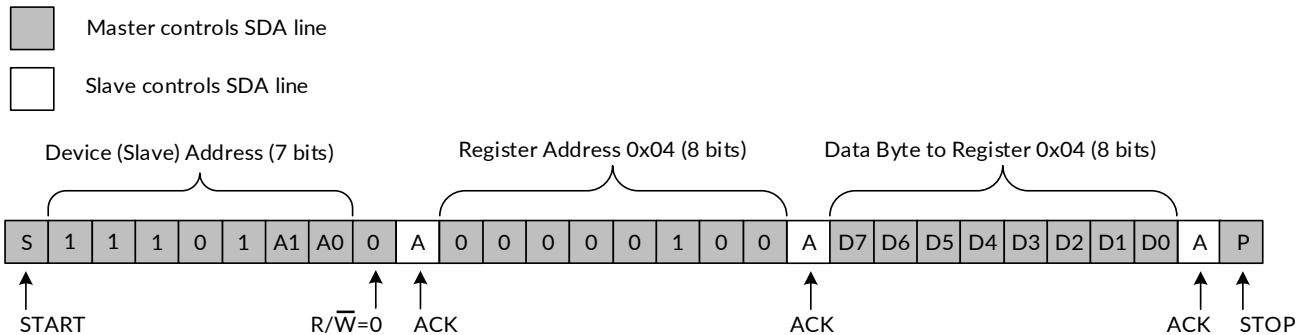 Master controls SDA line
Slave controls SDA line
Device (Slave) Address (7 bits) Register Address 0x04 (8 bits) Data Byte to Register 0x04 (8 bits)
S 1 1 1 0 1 A1 A0 0 A 0 0 0 0 0 1 0 0 A D7 D6 D5 D4 D3 D2 D1 D0 A P
START R/W̅=0 ACK ACK ACK STOP